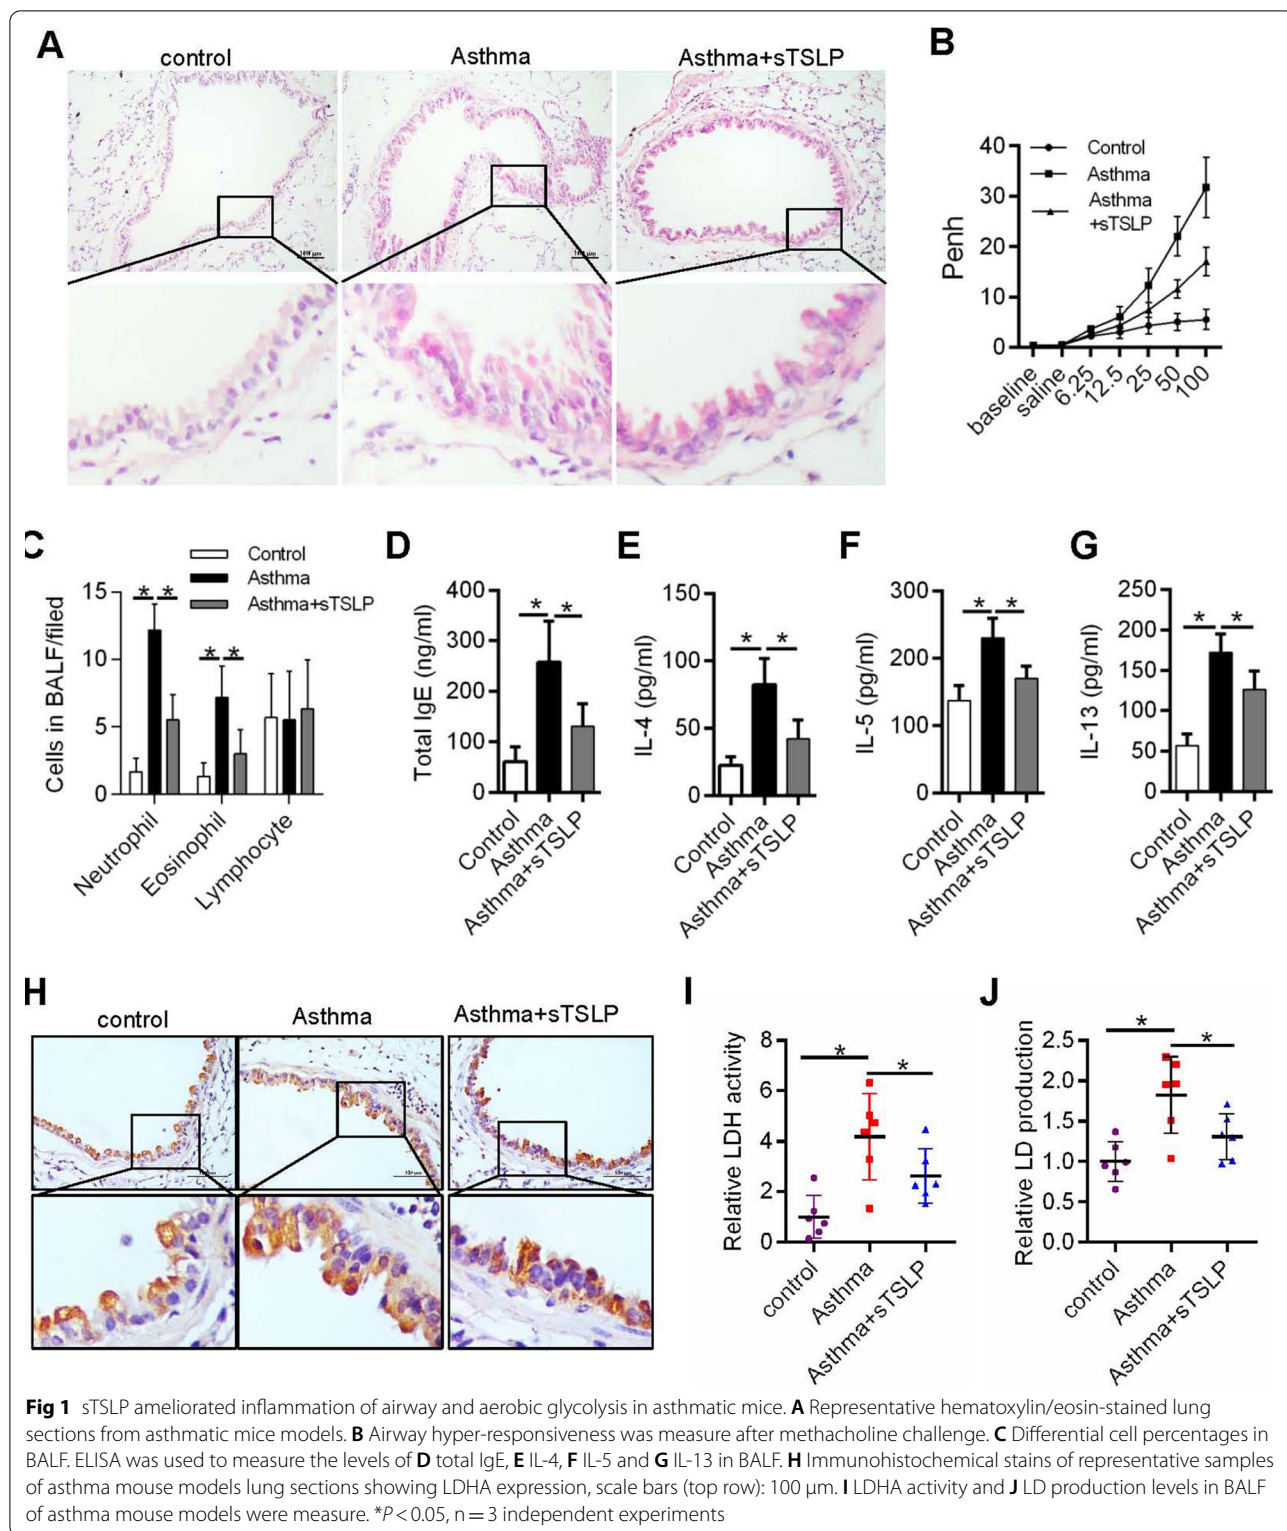 A
control
Asthma
Asthma+sTSLP
100 µm
100 µm
B
Control
Asthma
Asthma
+sTSLP
Penh
40
30
20
10
0
baseline
saline
6.25
12.5
25
50
100
C
Control
Asthma
Asthma+sTSLP
Cells in BALF/filed
15
10
5
0
* *
* *
Neutrophil
Eosinophil
Lymphocyte
D
Total IgE (ng/ml)
400
300
200
100
0
* *
Control
Asthma
Asthma+sTSLP
E
IL-4 (pg/ml)
150
100
50
0
* *
Control
Asthma
Asthma+sTSLP
F
IL-5 (pg/ml)
300
200
100
0
* *
Control
Asthma
Asthma+sTSLP
G
IL-13 (pg/ml)
250
200
150
100
50
0
* *
Control
Asthma
Asthma+sTSLP
H
control
Asthma
Asthma+sTSLP
I
Relative LDH activity
8
6
4
2
0
* *
control
Asthma
Asthma+sTSLP
J
Relative LD production
2.5
2.0
1.5
1.0
0.5
0.0
* *
control
Asthma
Asthma+sTSLP
Fig 1 sTSLP ameliorated inflammation of airway and aerobic glycolysis in asthmatic mice. A Representative hematoxylin/eosin-stained lung
sections from asthmatic mice models. B Airway hyper-responsiveness was measure after methacholine challenge. C Differential cell percentages in
BALF. ELISA was used to measure the levels of D total IgE, E IL-4, F IL-5 and G IL-13 in BALF. H Immunohistochemical stains of representative samples
of asthma mouse models lung sections showing LDHA expression, scale bars (top row): 100 μm. I LDHA activity and J LD production levels in BALF
of asthma mouse models were measure. *P < 0.05, n = 3 independent experiments